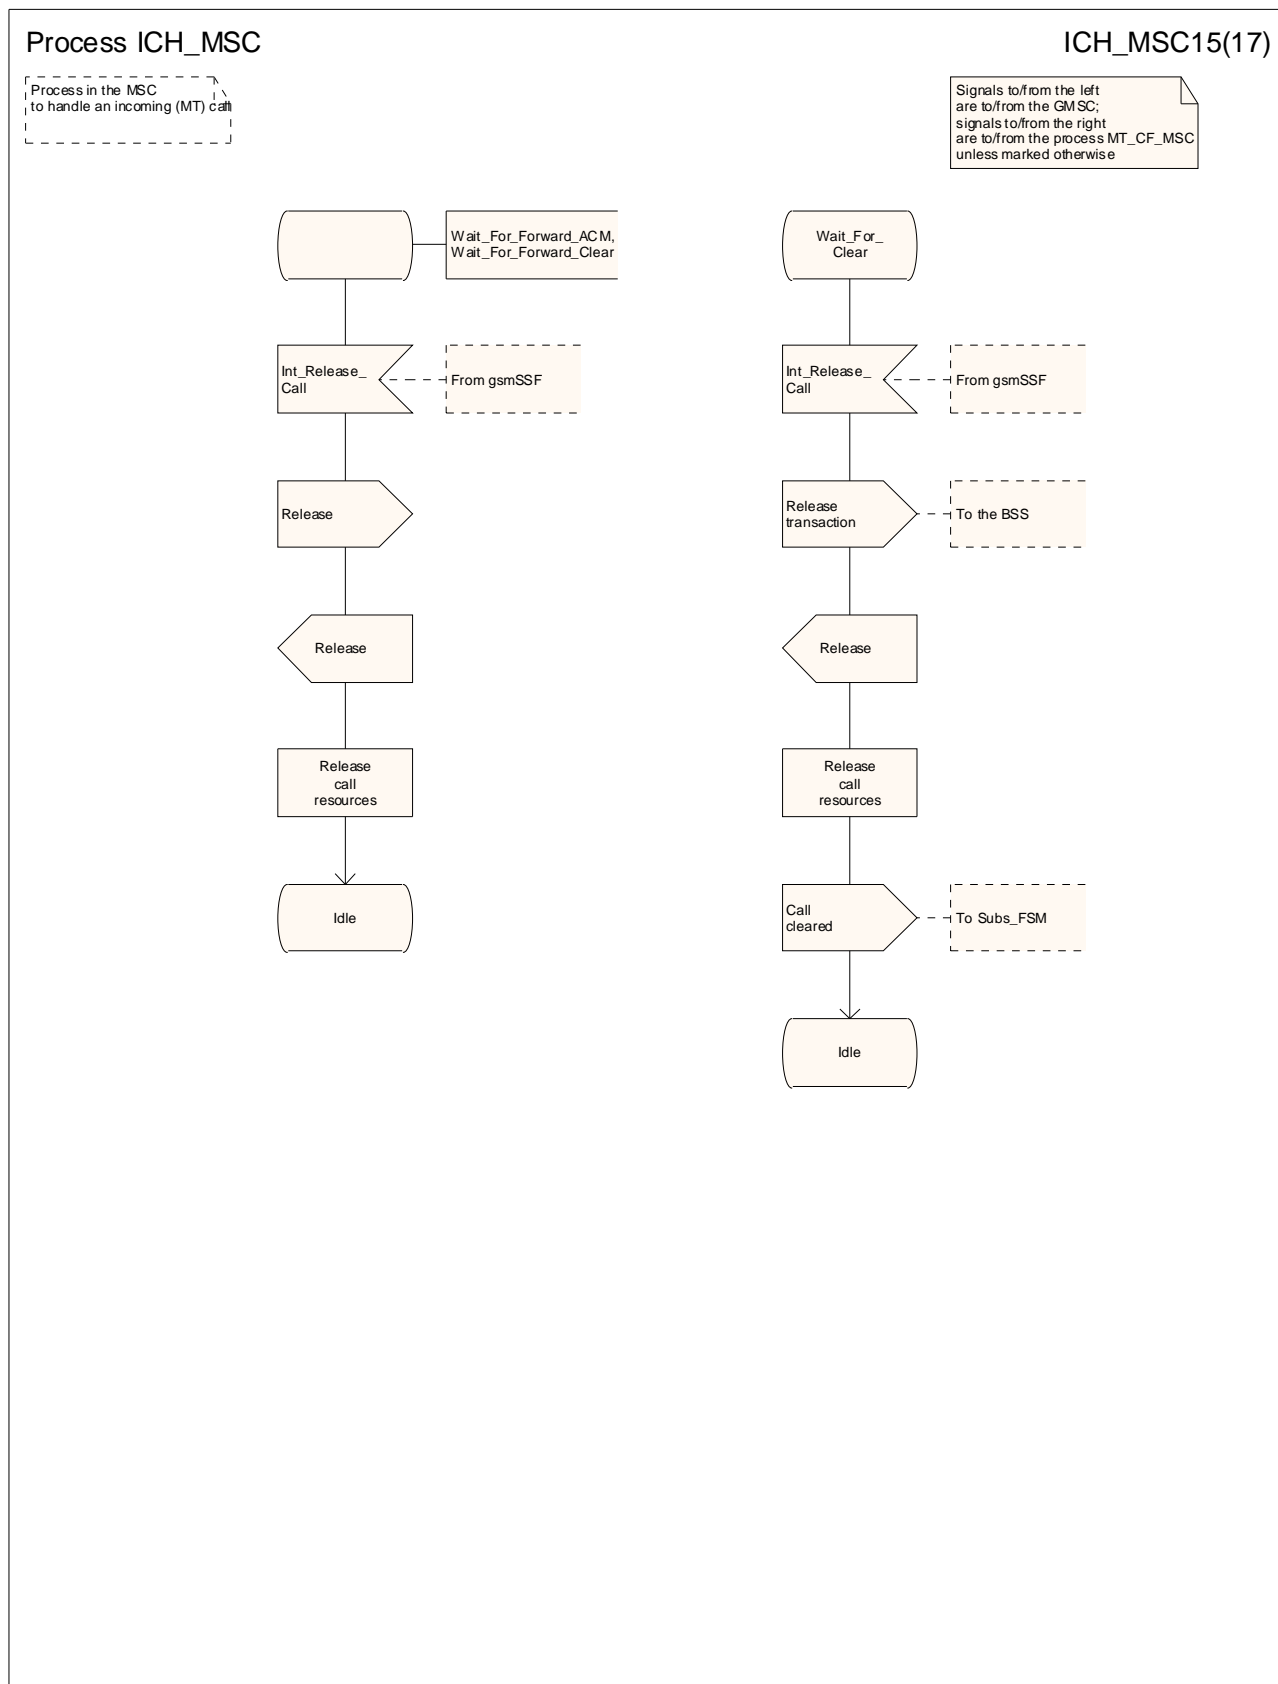 Process ICH_MSC
ICH_MSC15(17)
Process in the MSC
to handle an incoming (MT) call
Signals to/from the left
are to/from the GMSC;
signals to/from the right
are to/from the process MT_CF_MSC
unless marked otherwise
Wait_For_Forward_ACM,
Wait_For_Forward_Clear
Int_Release_
Call
From gsmSSF
Release
Release
Release
call
resources
Idle
Wait_For_
Clear
Int_Release_
Call
From gsmSSF
Release
transaction
To the BSS
Release
Release
call
resources
Call
cleared
To Subs_FSM
Idle